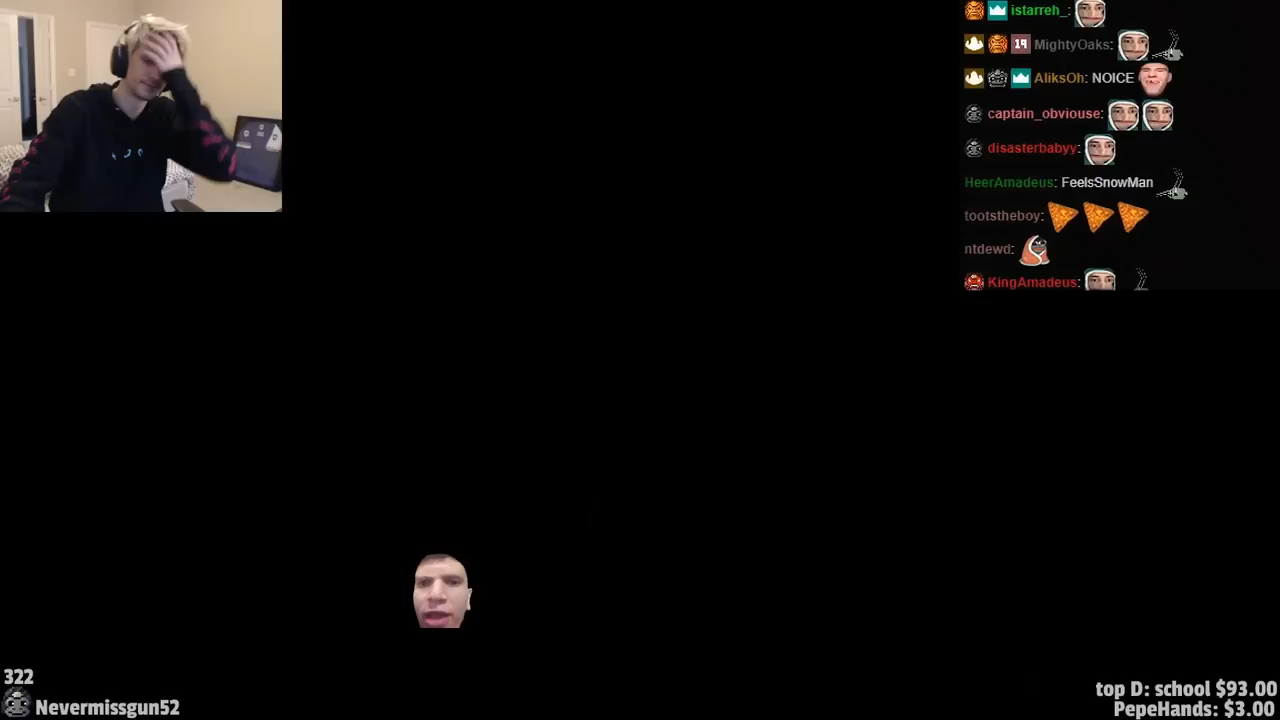 istarreh_:
19 MightyOaks:
AliksOh: NOICE
captain_obviouse:
disasterbabyy:
HeerAmadeus: FeelsSnowMan
tootstheboy:
ntdewd:
KingAmadeus:
322
Nevermissgun52
top D: school $93.00
PepeHands: $3.00